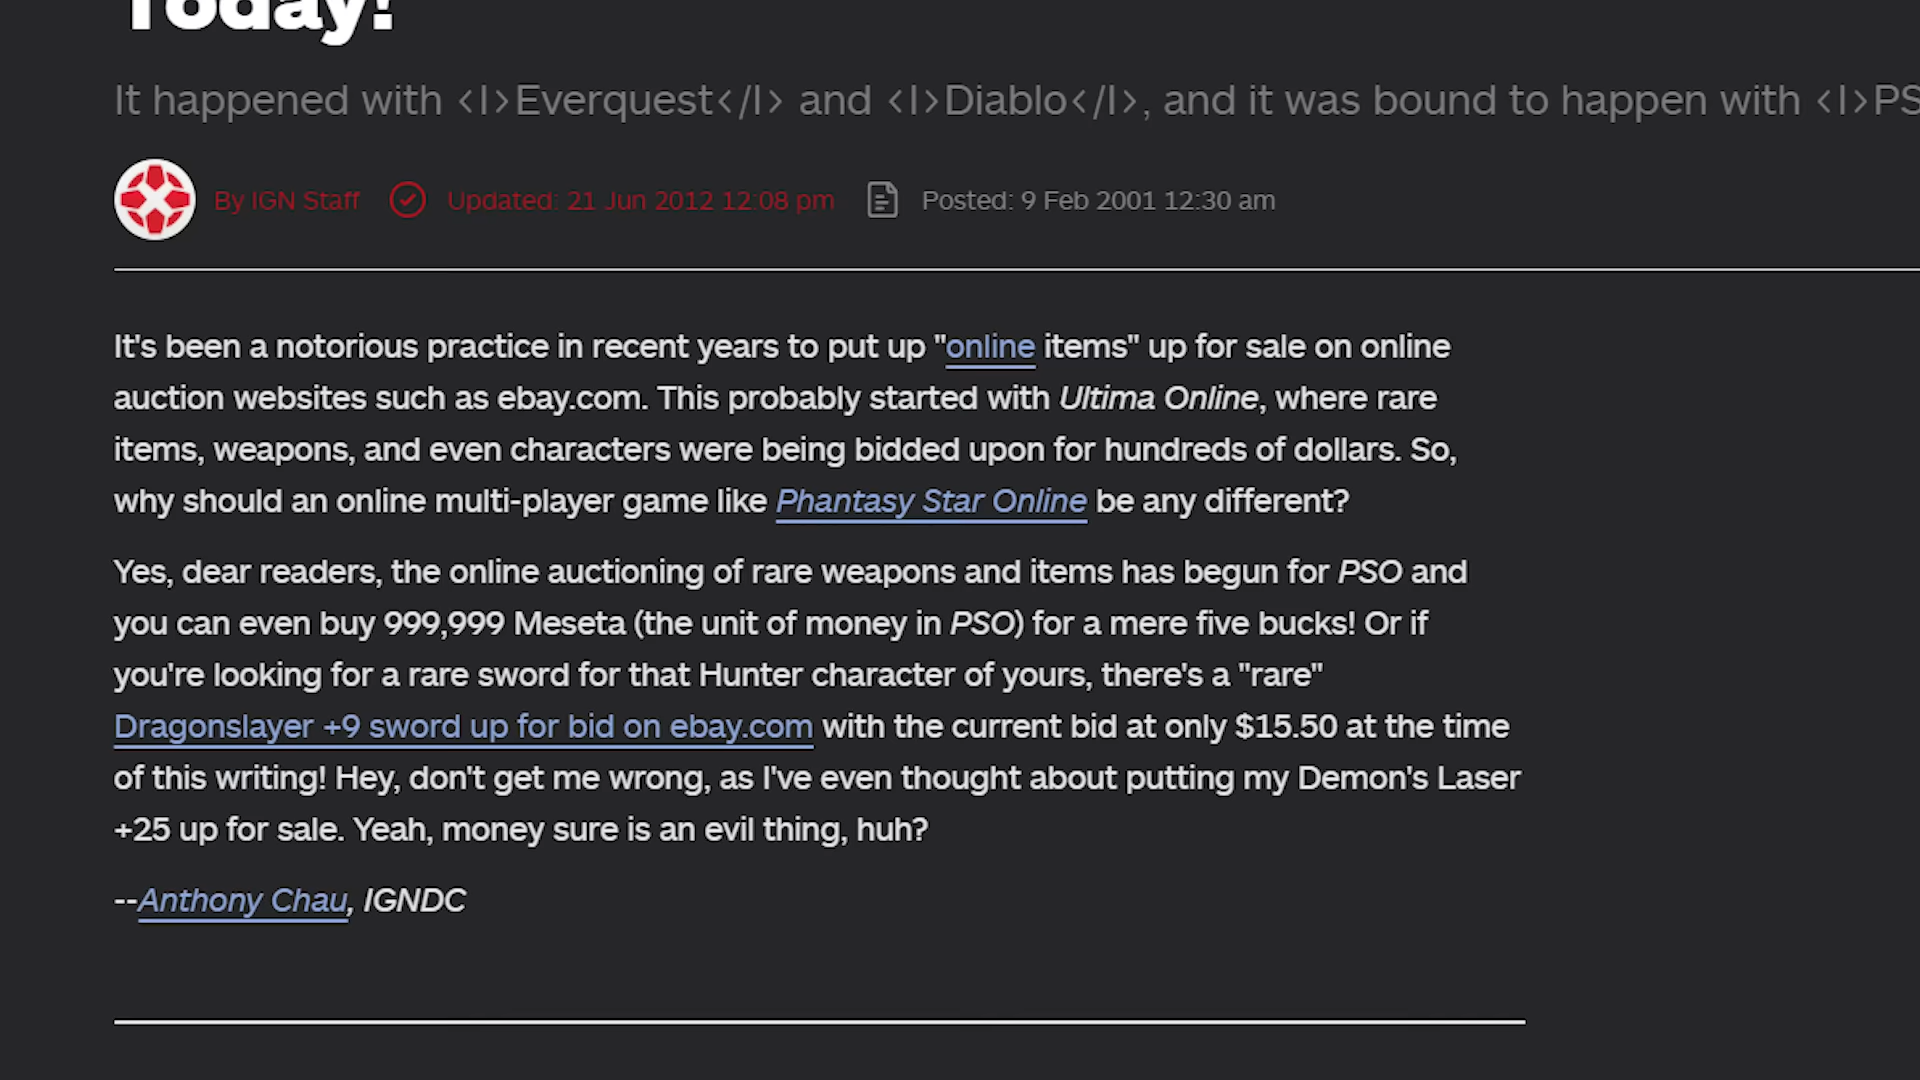 Today!
It happened with <I>Everquest</I> and <I>Diablo</I>, and it was bound to happen with <I>PS
By IGN Staff Updated: 21 Jun 2012 12:08 pm Posted: 9 Feb 2001 12:30 am
It's been a notorious practice in recent years to put up "online items" up for sale on online
auction websites such as ebay.com. This probably started with Ultima Online, where rare
items, weapons, and even characters were being bidded upon for hundreds of dollars. So,
why should an online multi-player game like Phantasy Star Online be any different?
Yes, dear readers, the online auctioning of rare weapons and items has begun for PSO and
you can even buy 999,999 Meseta (the unit of money in PSO) for a mere five bucks! Or if
you're looking for a rare sword for that Hunter character of yours, there's a "rare"
Dragonslayer +9 sword up for bid on ebay.com with the current bid at only $15.50 at the time
of this writing! Hey, don't get me wrong, as I've even thought about putting my Demon's Laser
+25 up for sale. Yeah, money sure is an evil thing, huh?
--Anthony Chau, IGNDC